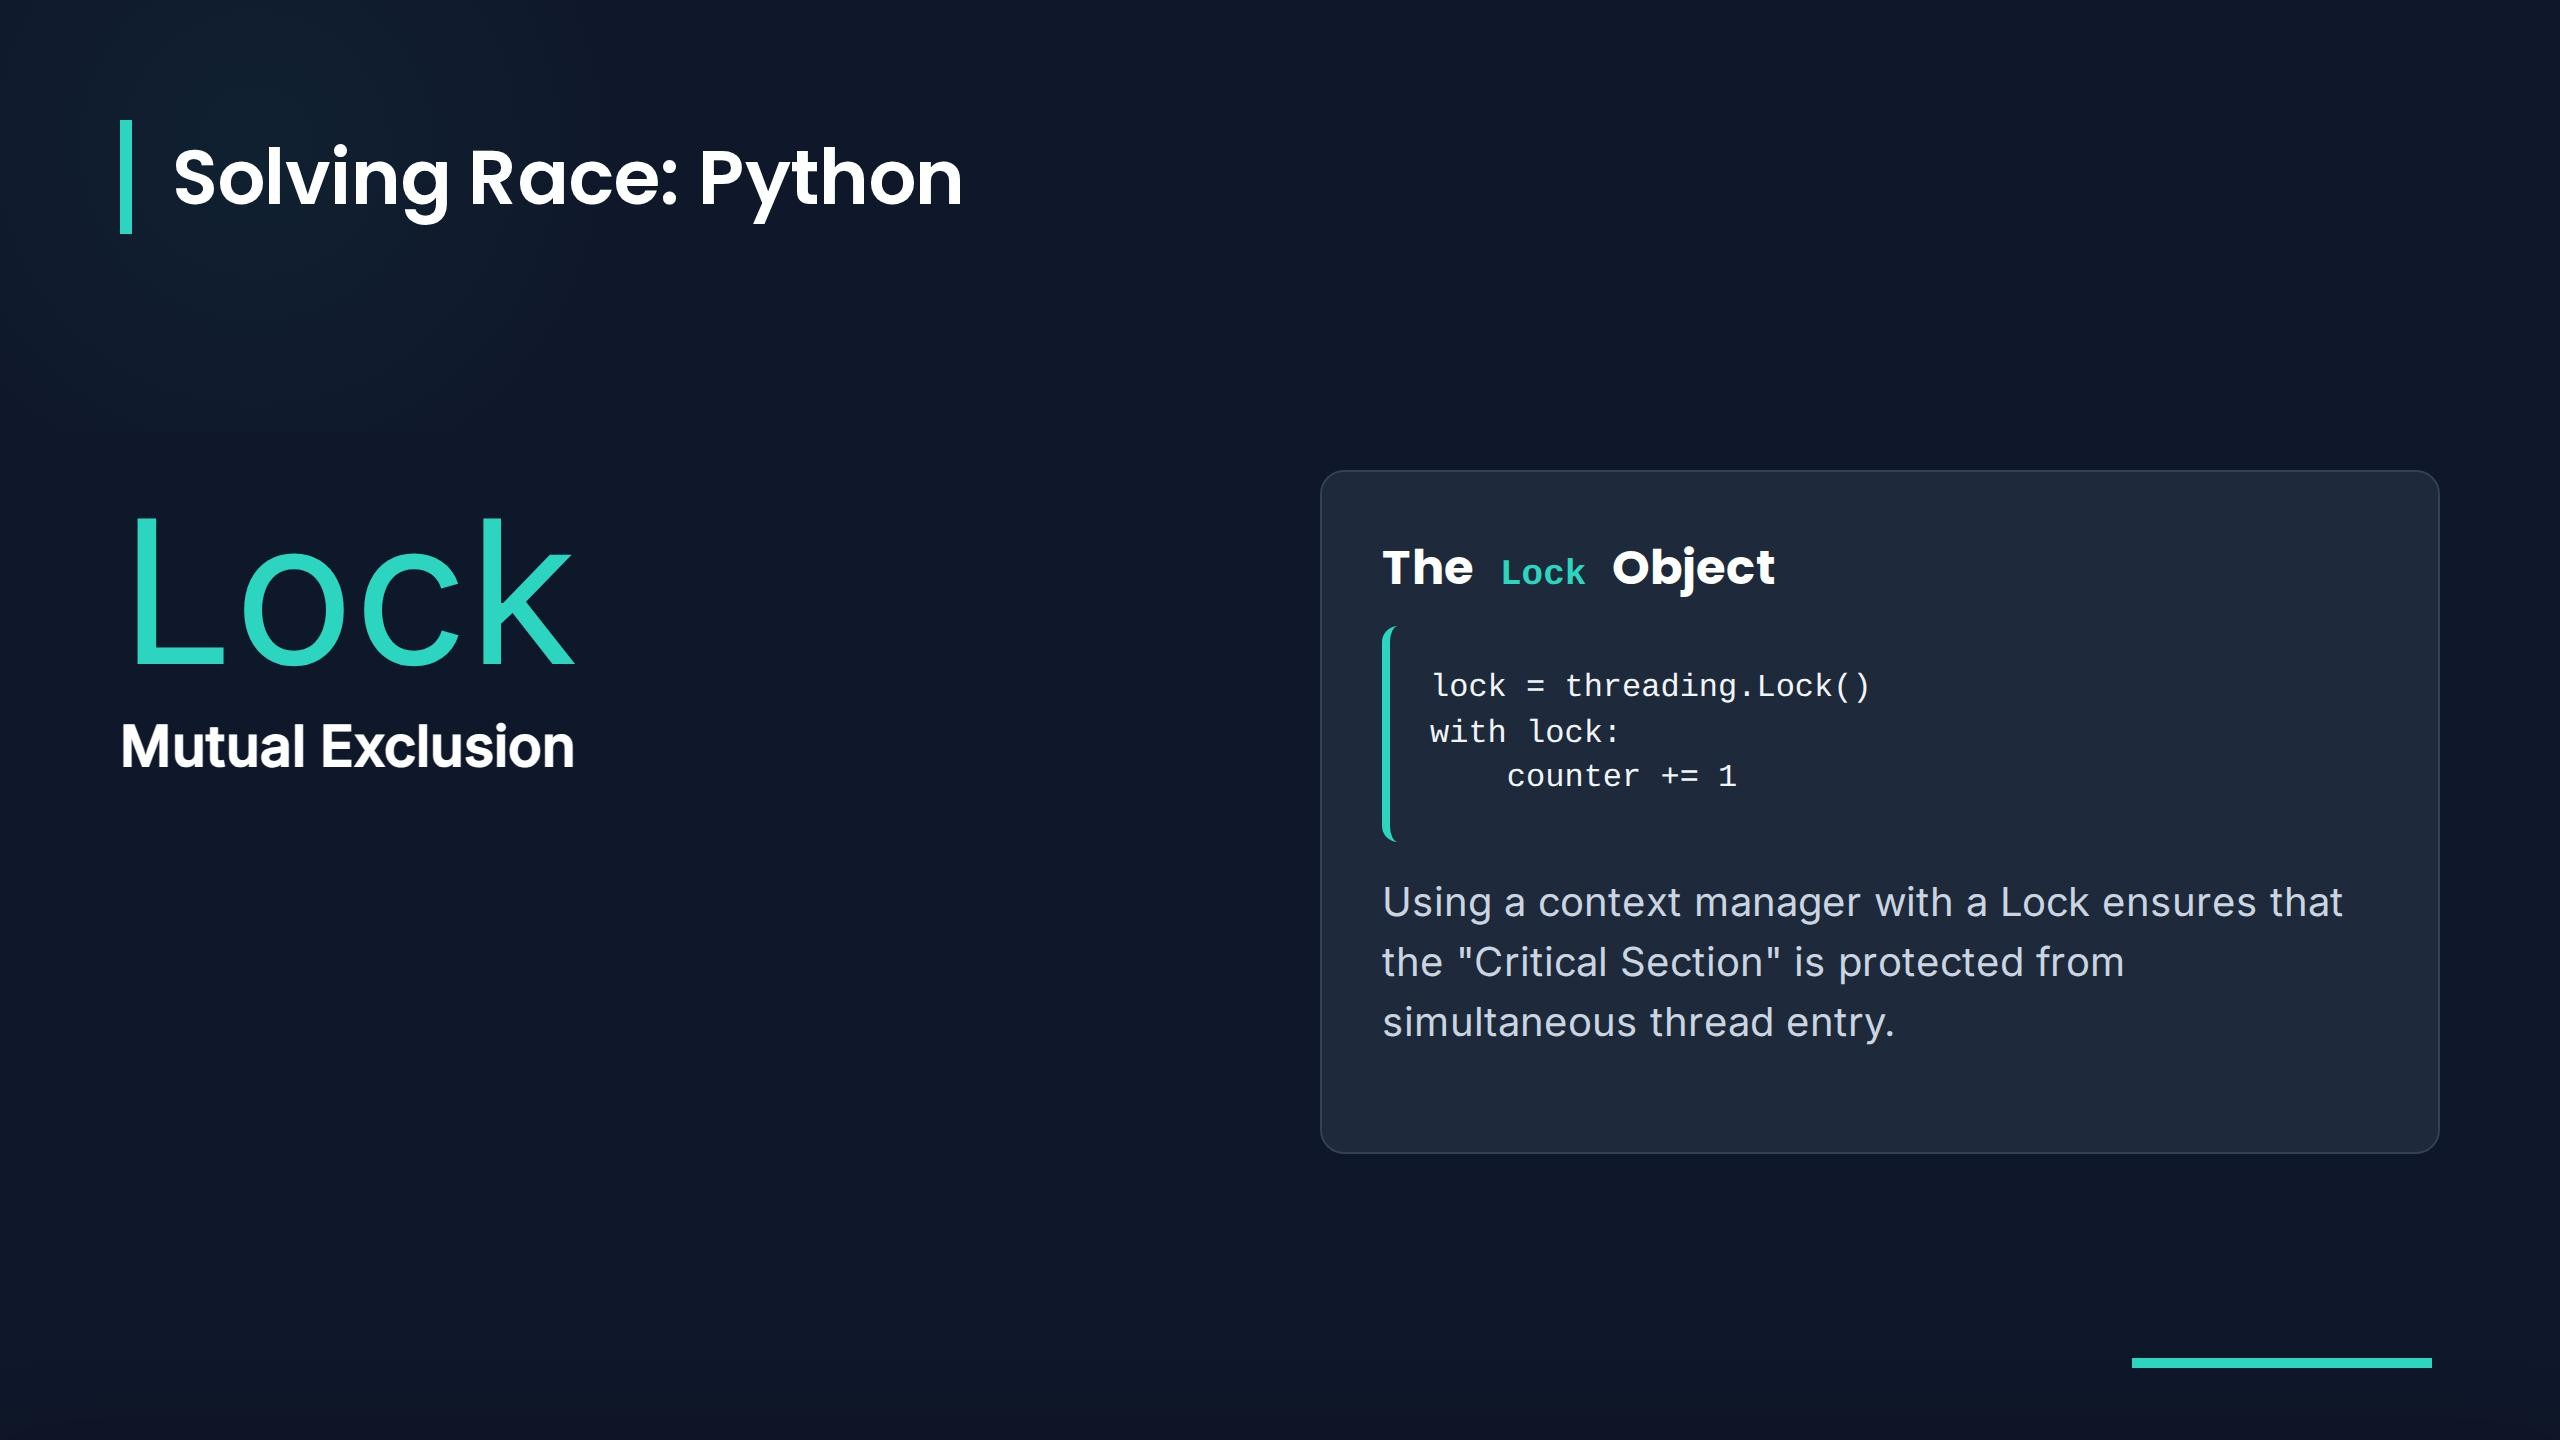 Solving Race: Python
Lock
Mutual Exclusion
The Lock Object
lock = threading.Lock()
with lock:
    counter += 1
Using a context manager with a Lock ensures that
the "Critical Section" is protected from
simultaneous thread entry.